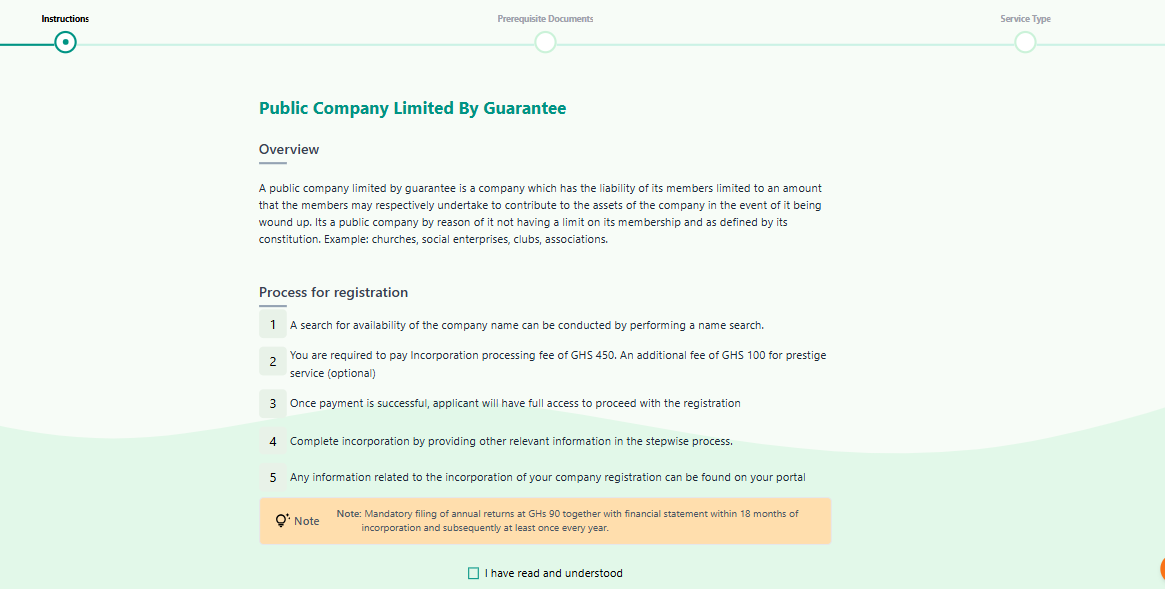 Instructions
Prerequisite Documents
Service Type
Public Company Limited By Guarantee
Overview
A public company limited by guarantee is a company which has the liability of its members limited to an amount
that the members may respectively undertake to contribute to the assets of the company in the event of it being
wound up. Its a public company by reason of it not having a limit on its membership and as defined by its
constitution. Example: churches, social enterprises, clubs, associations.
Process for registration
1 A search for availability of the company name can be conducted by performing a name search.
2 You are required to pay Incorporation processing fee of GHS 450. An additional fee of GHS 100 for prestige
service (optional)
3 Once payment is successful, applicant will have full access to proceed with the registration
4 Complete incorporation by providing other relevant information in the stepwise process.
5 Any information related to the incorporation of your company registration can be found on your portal
Note
Note: Mandatory filing of annual returns at GHs 90 together with financial statement within 18 months of
incorporation and subsequently at least once every year.
I have read and understood